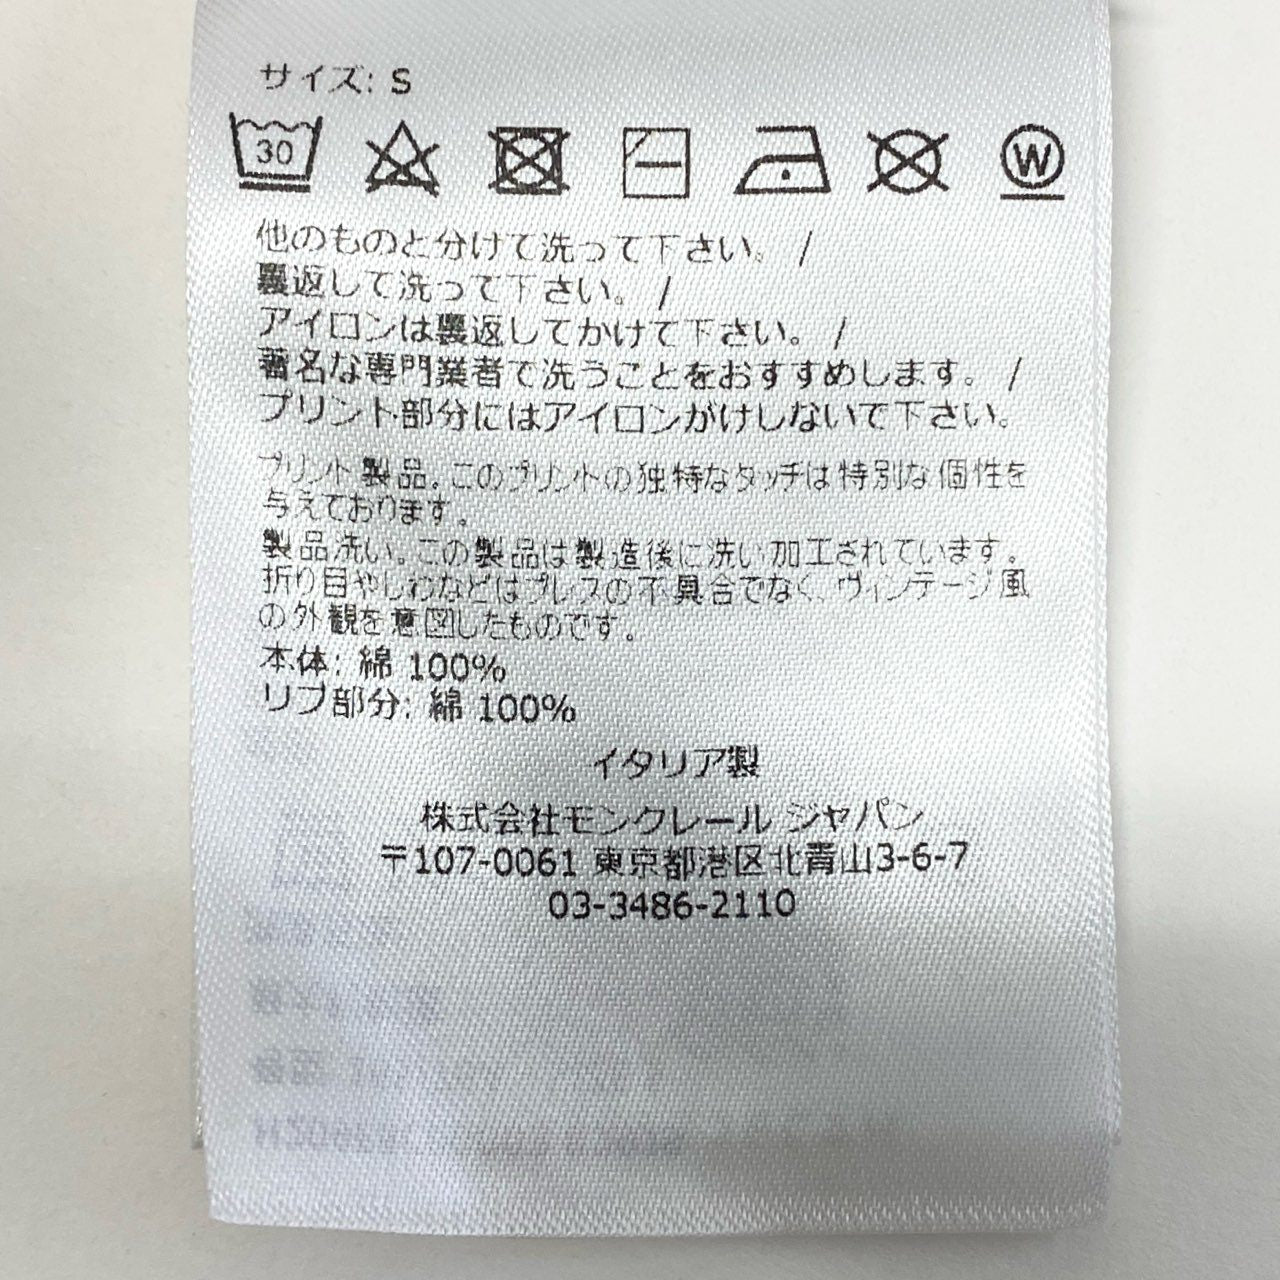 サイズ: S
30
W
他のものと分けて洗って下さい。 /
裏返して洗って下さい。 /
アイロンは裏返してかけて下さい。 /
著名な専門業者で洗うことをおすすめします。 /
プリント部分にはアイロンがけしないで下さい。
プリント製品。このプリントの独特なタッチは特別な個性を
与えております。
製品洗い。この製品は製造後に洗い加工されています。
折り目やしわなどはプレスの不具合でなく、ヴィンテージ風
の外観を意図したものです。
本体: 綿 100%
リブ部分: 綿 100%
イタリア製
株式会社モンクレール ジャパン
〒107-0061 東京都港区北青山3-6-7
03-3486-2110